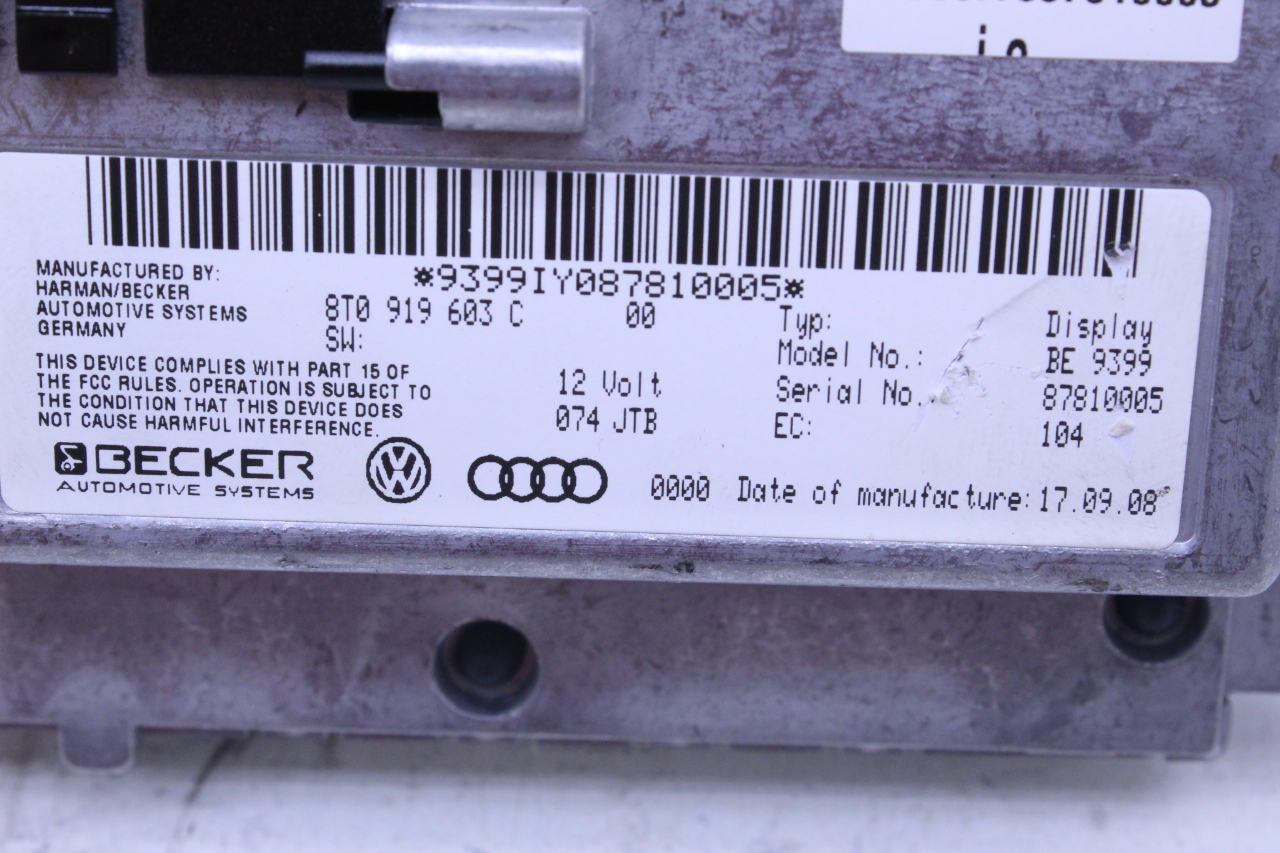 *9399IY087810005*
MANUFACTURED BY:
HARMAN/BECKER
AUTOMOTIVE SYSTEMS
GERMANY
8T0 919 603 C 00
SW:
Typ: Display
Model No.: BE 9399
Serial No. 87810005
EC: 104
12 Volt
074 JTB
THIS DEVICE COMPLIES WITH PART 15 OF
THE FCC RULES. OPERATION IS SUBJECT TO
THE CONDITION THAT THIS DEVICE DOES
NOT CAUSE HARMFUL INTERFERENCE.
BECKER
AUTOMOTIVE SYSTEMS
VW
0000 Date of manufacture: 17.09.08